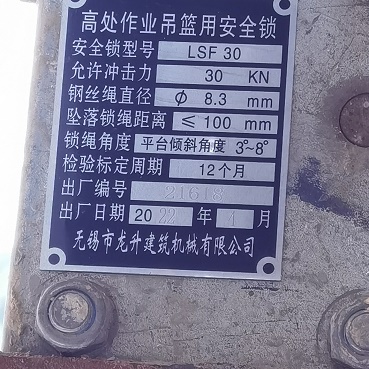 高处作业吊篮用安全锁
安全锁型号 LSF 30
允许冲击力 30 KN
钢丝绳直径 ф 8.3 mm
坠落锁绳距离 ≤ 100 mm
锁绳角度 平台倾斜角度 3°~8°
检验标定周期 12个月
出厂编号 21618
出厂日期 2022 年 4 月
无锡市龙升建筑机械有限公司